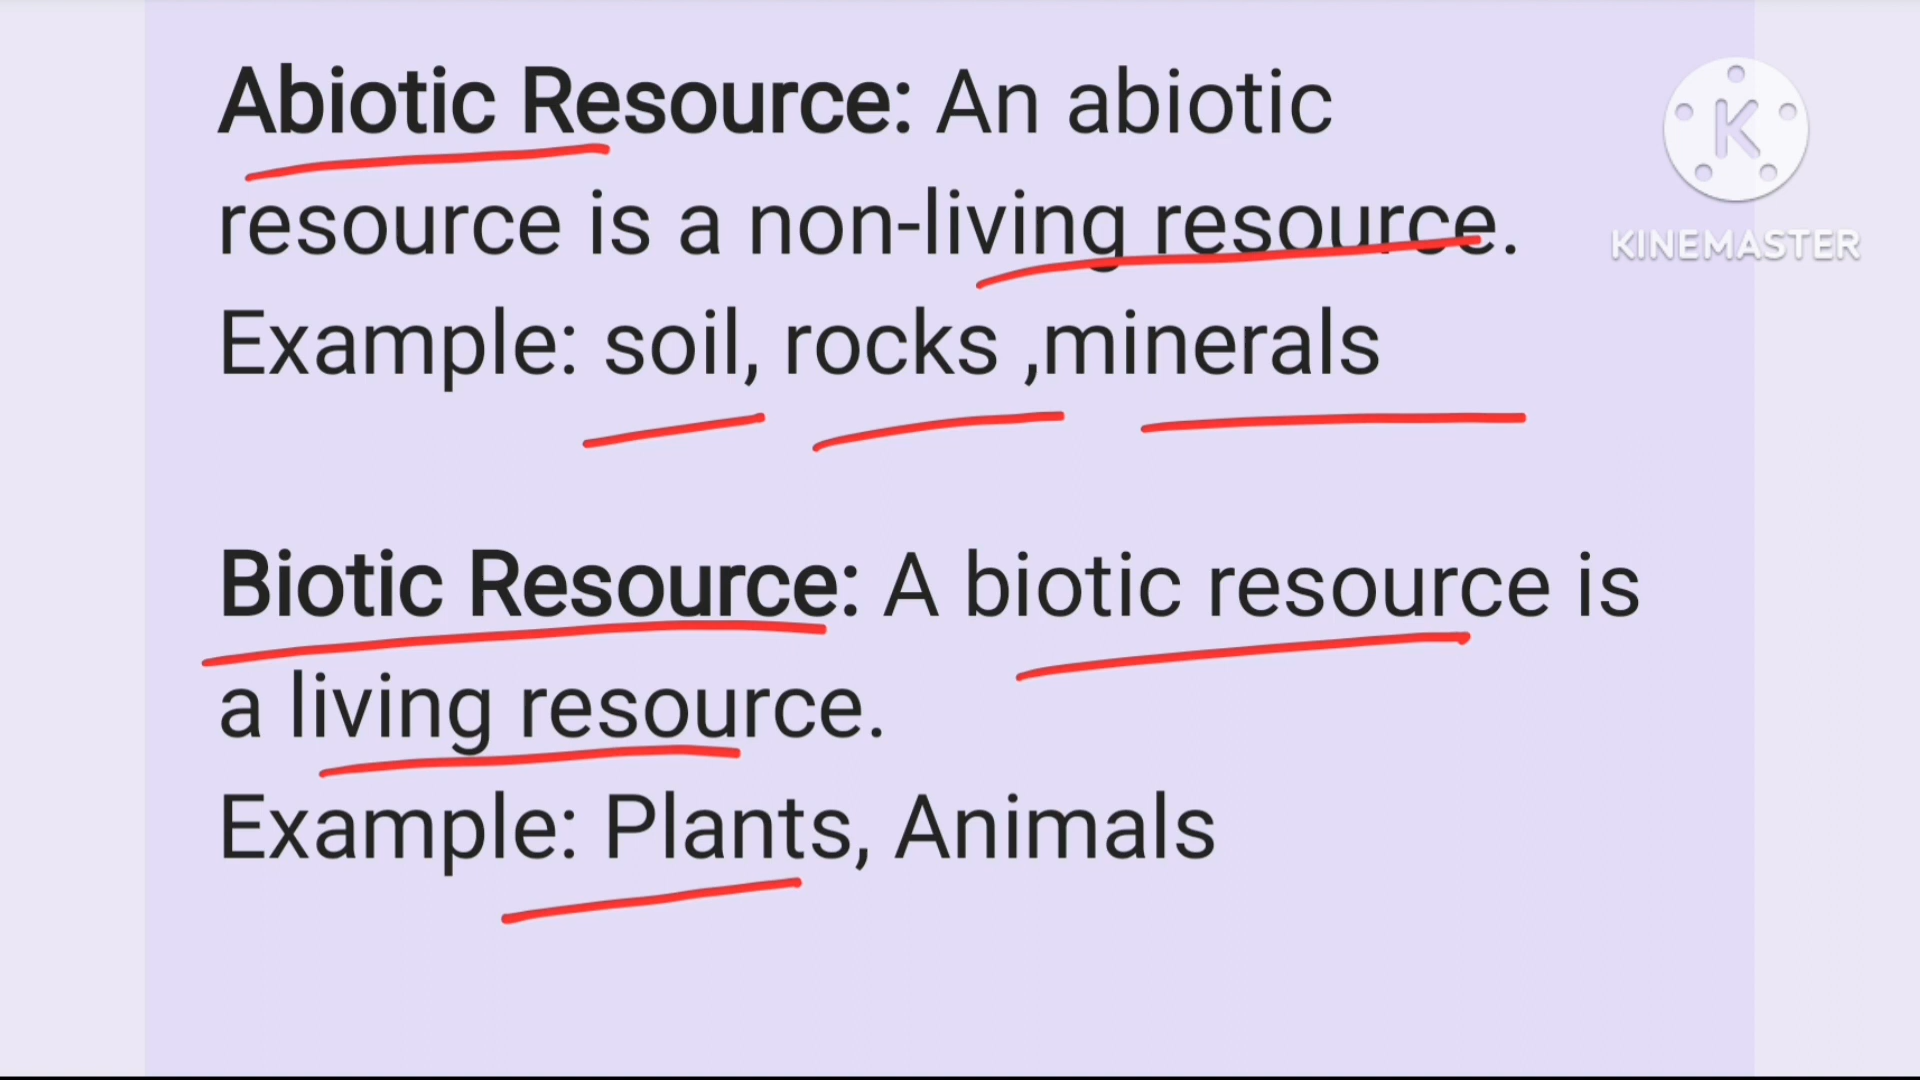 Abiotic Resource: An abiotic
resource is a non-living resource.
Example: soil, rocks ,minerals
Biotic Resource: A biotic resource is
a living resource.
Example: Plants, Animals
K
KINEMASTER